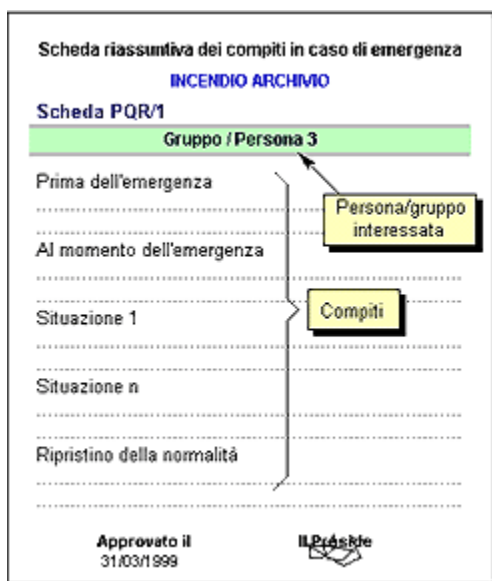 Scheda riassuntiva dei compiti in caso di emergenza
INCENDIO ARCHIVIO
Scheda PQR/1
Gruppo / Persona 3
Prima dell'emergenza
Persona/gruppo
interessata
Al momento dell'emergenza
Situazione 1
Compiti
Situazione n
Ripristino della normalità
Approvato il
31/03/1999
Il Preside